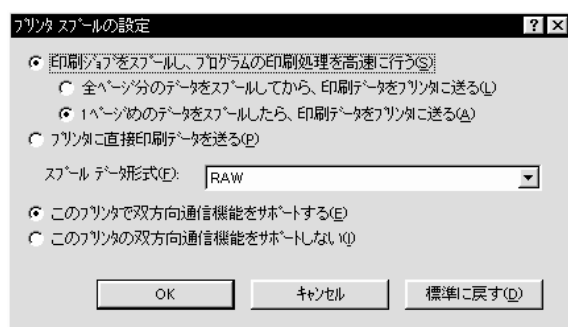 プリンタ スプールの設定
印刷ジョブをスプールし、プログラムの印刷処理を高速に行う(S)
全ページ分のデータをスプールしてから、印刷データをプリンタに送る(L)
1ページめのデータをスプールしたら、印刷データをプリンタに送る(A)
プリンタに直接印刷データを送る(P)
スプール データ形式(F): RAW
このプリンタで双方向通信機能をサポートする(E)
このプリンタの双方向通信機能をサポートしない(I)
OK キャンセル 標準に戻す(D)